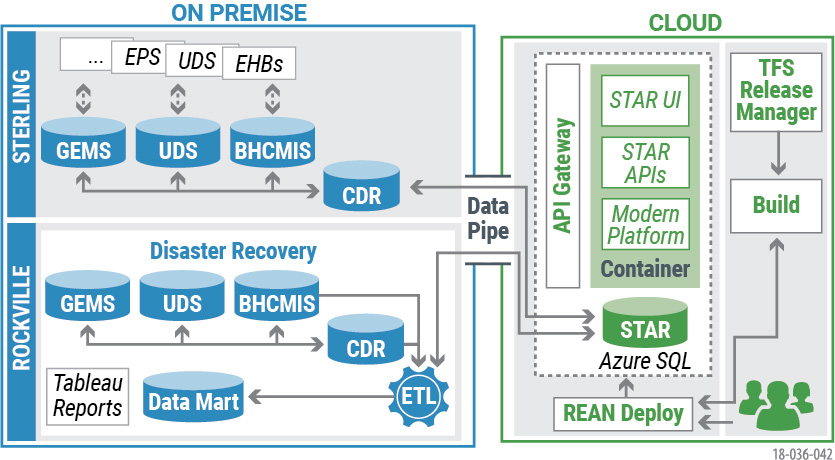 ON PREMISE
STERLING
...
EPS
UDS
EHBs
GEMS
UDS
BHCMIS
CDR
ROCKVILLE
Disaster Recovery
GEMS
UDS
BHCMIS
CDR
Tableau
Reports
Data Mart
ETL
Data
Pipe
CLOUD
API Gateway
STAR UI
STAR
APIs
Modern
Platform
Container
STAR
Azure SQL
REAN Deploy
TFS
Release
Manager
Build
18-036-042